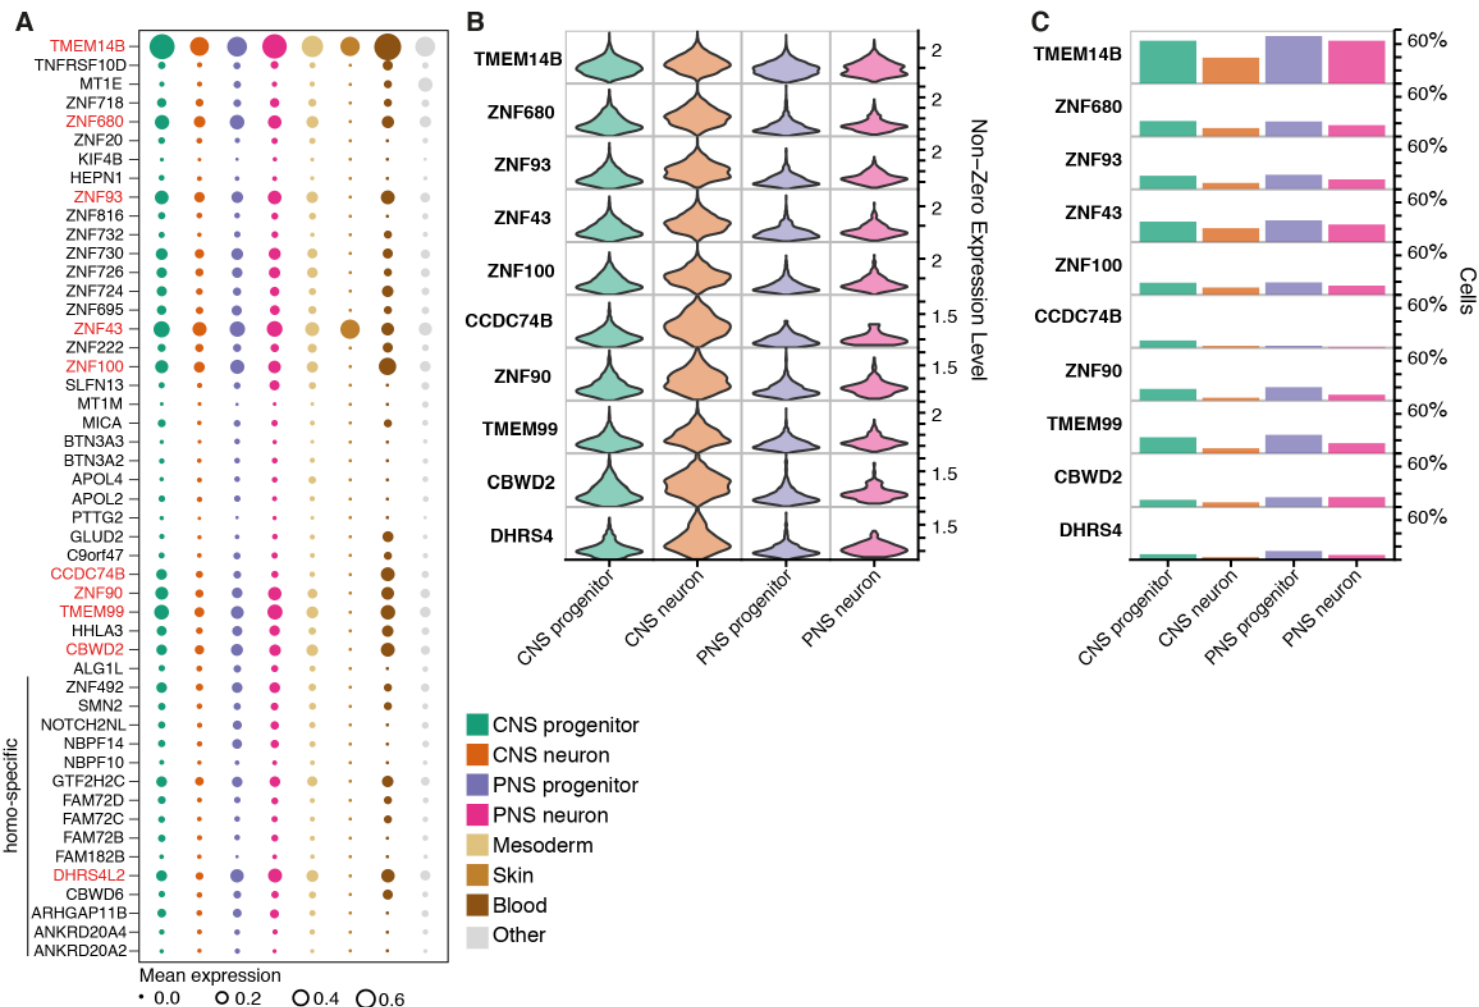 A
TMEM14B
TNFRSF10D
MT1E
ZNF718
ZNF680
ZNF20
KIF4B
HEPN1
ZNF93
ZNF816
ZNF732
ZNF730
ZNF726
ZNF724
ZNF695
ZNF43
ZNF222
ZNF100
SLFN13
MT1M
MICA
BTN3A3
BTN3A2
APOL4
APOL2
PTTG2
GLUD2
C9orf47
CCDC74B
ZNF90
TMEM99
HHLA3
CBWD2
ALG1L
ZNF492
SMN2
NOTCH2NL
NBPF14
NBPF10
GTF2H2C
FAM72D
FAM72C
FAM72B
FAM182B
DHRS4L2
CBWD6
ARHGAP11B
ANKRD20A4
ANKRD20A2
homo-specific
Mean expression
0.0 0.2 0.4 0.6
B
TMEM14B 2
ZNF680 2
ZNF93 2
ZNF43 2
ZNF100 2
CCDC74B 1.5
ZNF90 1.5
TMEM99 2
CBWD2 1.5
DHRS4 1.5
Non-Zero Expression Level
CNS progenitor
CNS neuron
PNS progenitor
PNS neuron
CNS progenitor
CNS neuron
PNS progenitor
PNS neuron
Mesoderm
Skin
Blood
Other
C
TMEM14B 60%
ZNF680 60%
ZNF93 60%
ZNF43 60%
ZNF100 60%
CCDC74B 60%
ZNF90 60%
TMEM99 60%
CBWD2 60%
DHRS4 60%
Cells
CNS progenitor
CNS neuron
PNS progenitor
PNS neuron